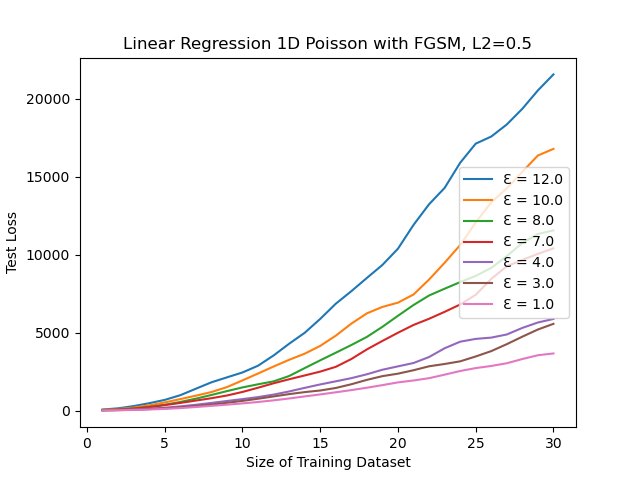 Linear Regression 1D Poisson with FGSM, L2=0.5
Test Loss
20000
15000
10000
5000
0
Ɛ = 12.0
Ɛ = 10.0
Ɛ = 8.0
Ɛ = 7.0
Ɛ = 4.0
Ɛ = 3.0
Ɛ = 1.0
0 5 10 15 20 25 30
Size of Training Dataset